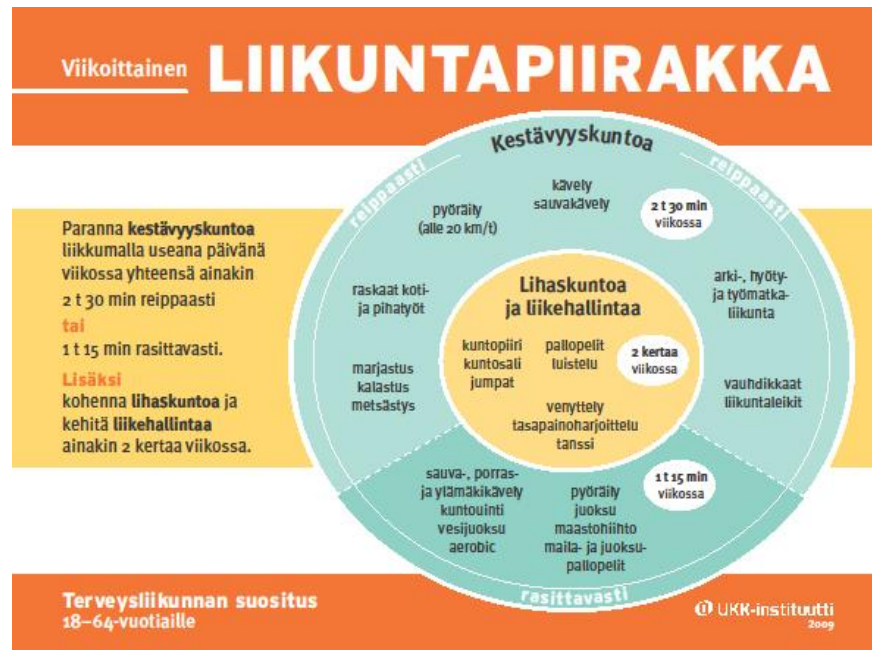 Viikoittainen LIIKUNTAPIIRAKKA
Paranna kestävyyskuntoa
liikkumalla useana päivänä
viikossa yhteensä ainakin
2 t 30 min reippaasti
tai
1 t 15 min rasittavasti.
Lisäksi
kohenna lihaskuntoa ja
kehitä liikehallintaa
ainakin 2 kertaa viikossa.
Kestävyyskuntoa
reippaasti
reippaasti
kävely
sauvakävely
2 t 30 min
viikossa
pyöräily
(alle 20 km/t)
arki-, hyöty-
ja työmatka-
liikunta
raskaat koti-
ja pihatyöt
vauhdikkaat
liikuntaleikit
marjastus
kalastus
metsästys
Lihaskuntoa
ja liikehallintaa
kuntopiiri
kuntosali
jumpat
pallopelit
luistelu
2 kertaa
viikossa
venyttely
tasapainoharjoittelu
tanssi
1 t 15 min
viikossa
sauva-, porras-
ja ylämäkikävely
kuntouinti
vesijuoksu
aerobic
pyöräily
juoksu
maastohiihto
maila- ja juoksu-
pallopelit
rasittavasti
Terveysliikunnan suositus
18–64-vuotiaille
UKK-instituutti
2009